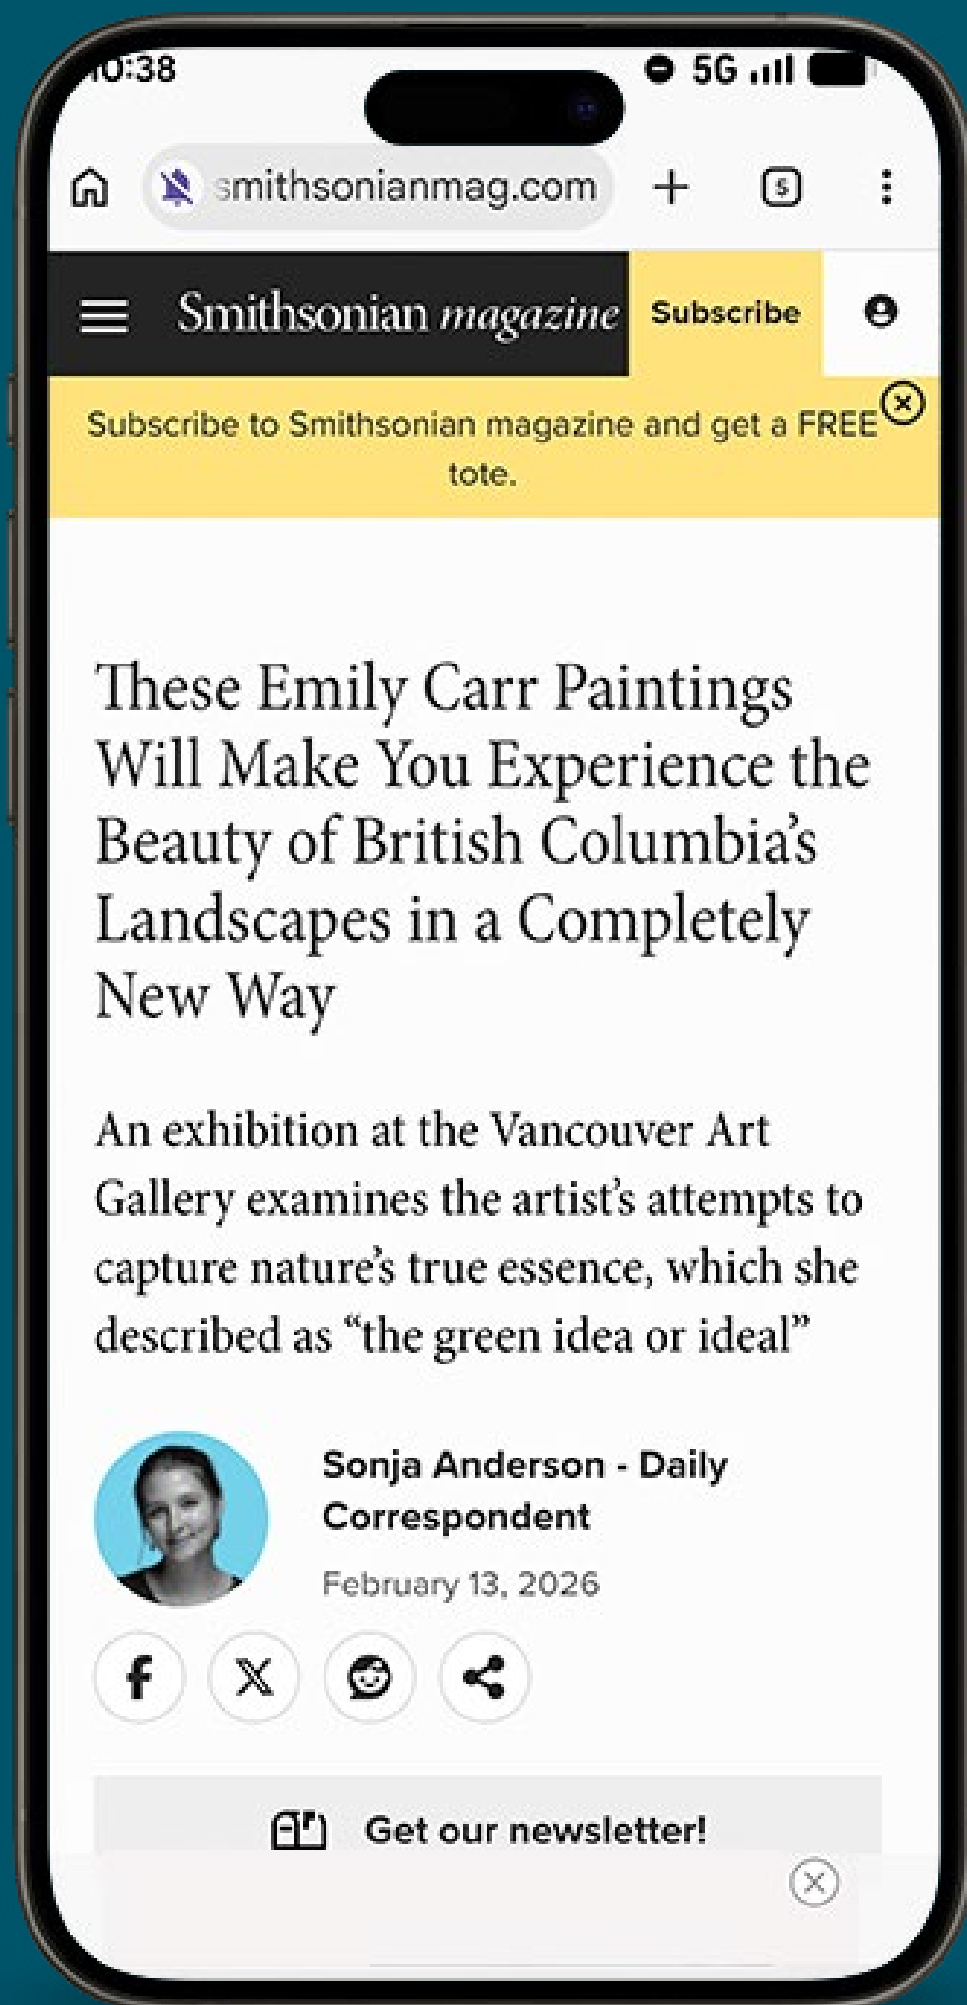 10:38 5G
smithsonianmag.com
Smithsonian magazine Subscribe
Subscribe to Smithsonian magazine and get a FREE
tote.
These Emily Carr Paintings
Will Make You Experience the
Beauty of British Columbia’s
Landscapes in a Completely
New Way
An exhibition at the Vancouver Art
Gallery examines the artist’s attempts to
capture nature’s true essence, which she
described as “the green idea or ideal”
Sonja Anderson - Daily
Correspondent
February 13, 2026
Get our newsletter!